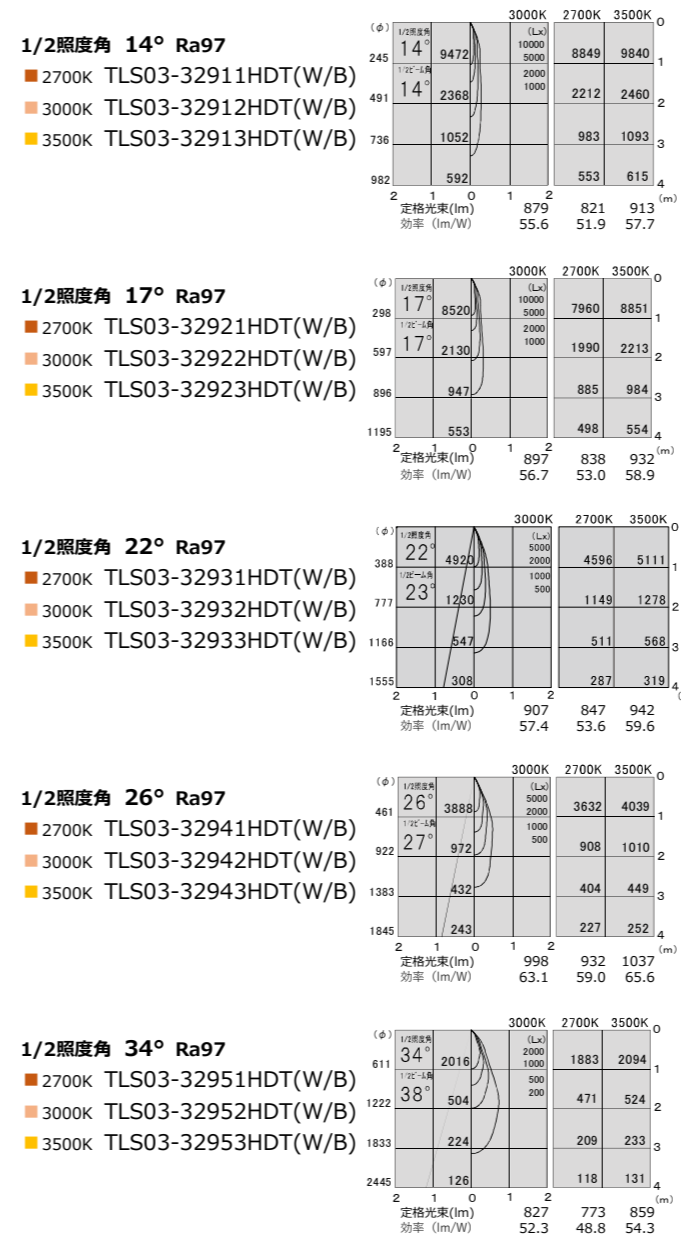 1/2照度角 14° Ra97
2700K TLS03-32911HDT(W/B)
3000K TLS03-32912HDT(W/B)
3500K TLS03-32913HDT(W/B)
3000K 2700K 3500K
(φ) 1/2照度角 (Lx) 0
14° 10000
245 9472 5000 8849 9840 1
1/2ビーム角 2000
14° 1000
491 2368 2212 2460 2
736 1052 983 1093 3
982 592 553 615 4
2 1 0 1 2 (m)
定格光束(lm) 879 821 913
効率 (lm/W) 55.6 51.9 57.7
1/2照度角 17° Ra97
2700K TLS03-32921HDT(W/B)
3000K TLS03-32922HDT(W/B)
3500K TLS03-32923HDT(W/B)
3000K 2700K 3500K
(φ) 1/2照度角 (Lx) 0
17° 10000
298 8520 5000 7960 8851 1
1/2ビーム角 2000
17° 1000
597 2130 1990 2213 2
896 947 885 984 3
1195 553 498 554 4
2 1 0 1 2 (m)
定格光束(lm) 897 838 932
効率 (lm/W) 56.7 53.0 58.9
1/2照度角 22° Ra97
2700K TLS03-32931HDT(W/B)
3000K TLS03-32932HDT(W/B)
3500K TLS03-32933HDT(W/B)
3000K 2700K 3500K
(φ) 1/2照度角 (Lx) 0
22° 5000
388 4920 2000 4596 5111 1
1/2ビーム角 1000
23° 500
777 1230 1149 1278 2
1166 547 511 568 3
1555 308 287 319 4
2 1 0 1 2 (
定格光束(lm) 907 847 942
効率 (lm/W) 57.4 53.6 59.6
1/2照度角 26° Ra97
2700K TLS03-32941HDT(W/B)
3000K TLS03-32942HDT(W/B)
3500K TLS03-32943HDT(W/B)
3000K 2700K 3500K
(φ) 1/2照度角 (Lx) 0
26° 5000
461 3888 2000 3632 4039 1
1/2ビーム角 1000
27° 500
922 972 908 1010 2
1383 432 404 449 3
1845 243 227 252 4
2 1 0 1 2 (m)
定格光束(lm) 998 932 1037
効率 (lm/W) 63.1 59.0 65.6
1/2照度角 34° Ra97
2700K TLS03-32951HDT(W/B)
3000K TLS03-32952HDT(W/B)
3500K TLS03-32953HDT(W/B)
3000K 2700K 3500K
(φ) 1/2照度角 (Lx) 0
34° 2000
611 2016 1000 1883 2094 1
1/2ビーム角 500
38° 200
1222 504 471 524 2
1833 224 209 233 3
2445 126 118 131 4
2 1 0 1 2 (m)
定格光束(lm) 827 773 859
効率 (lm/W) 52.3 48.8 54.3